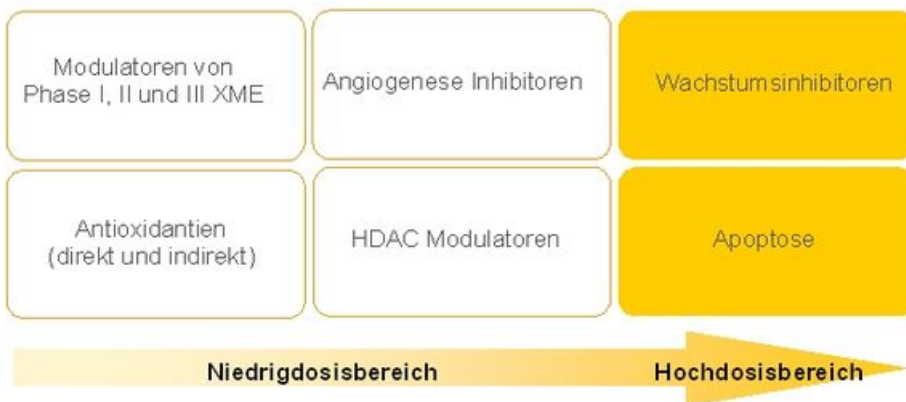 Modulatoren von
Phase I, II und III XME
Angiogenese Inhibitoren
Wachstumsinhibitoren
Antioxidantien
(direkt und indirekt)
HDAC Modulatoren
Apoptose
Niedrigdosisbereich
Hochdosisbereich